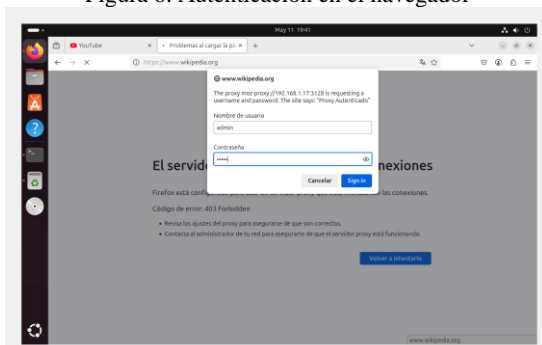 Figura 6. Autenticación en el navegador
May 11 19:41
YouTube
Problemas al cargar la pá
https://www.wikipedia.org
www.wikipedia.org
The proxy moz-proxy://192.168.1.17:3128 is requesting a
username and password. The site says: "Proxy Autenticado"
Nombre de usuario
admin
Contraseña
•••••
Cancelar
Sign in
El servid
nexiones
Firefox está con
las conexiones.
Código de error: 403 Forbidden
Revisa los ajustes del proxy para asegurarte de que son correctos.
Contacta al administrador de tu red para asegurarte de que el servidor proxy está funcionando.
Volver a intentarlo
www.wikipedia.org